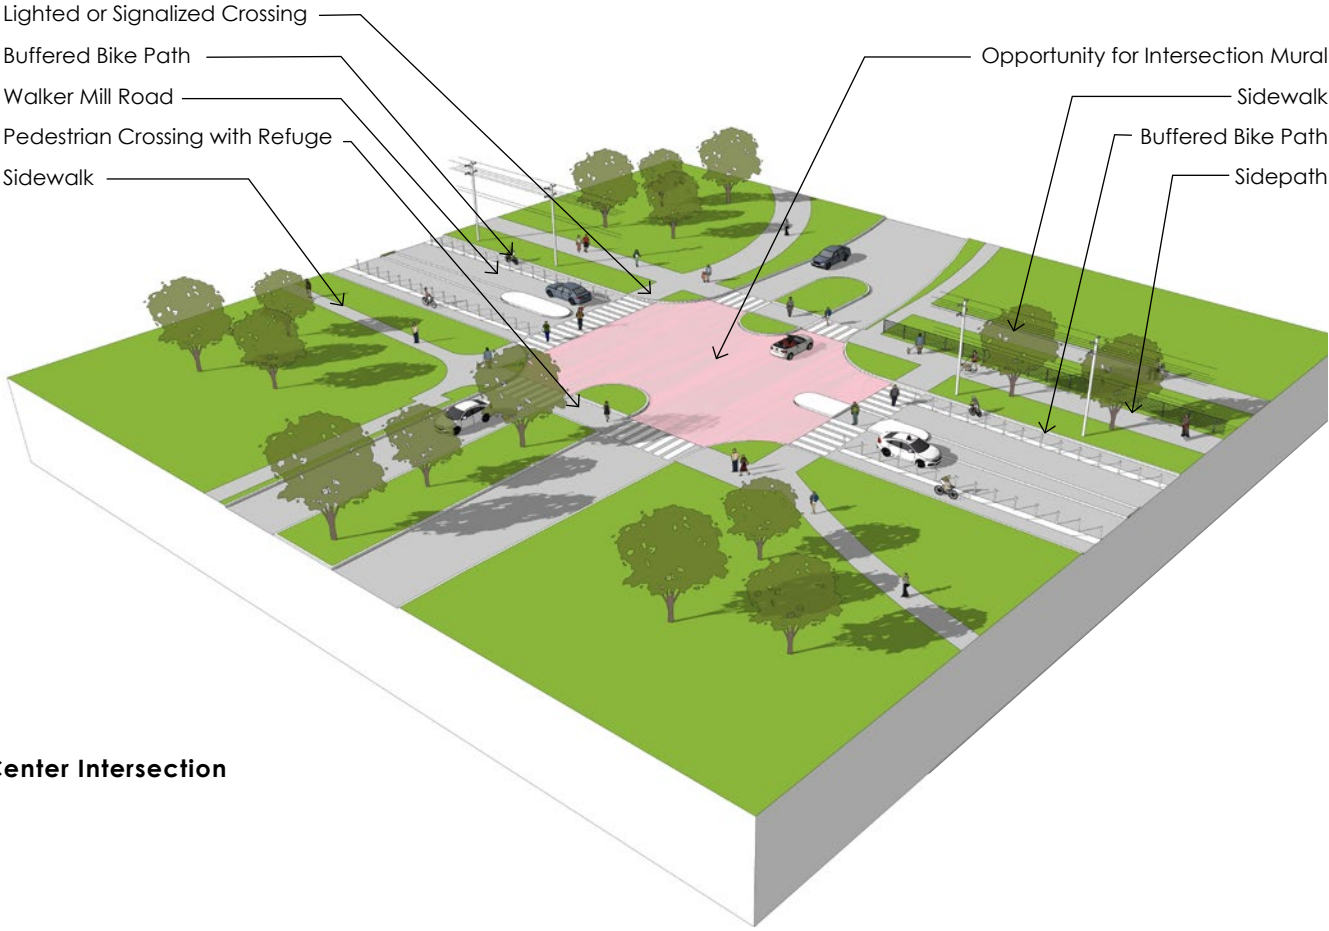 Lighted or Signalized Crossing
Buffered Bike Path
Walker Mill Road
Pedestrian Crossing with Refuge
Sidewalk
Opportunity for Intersection Mural
Sidewalk
Buffered Bike Path
Sidepath
Center Intersection